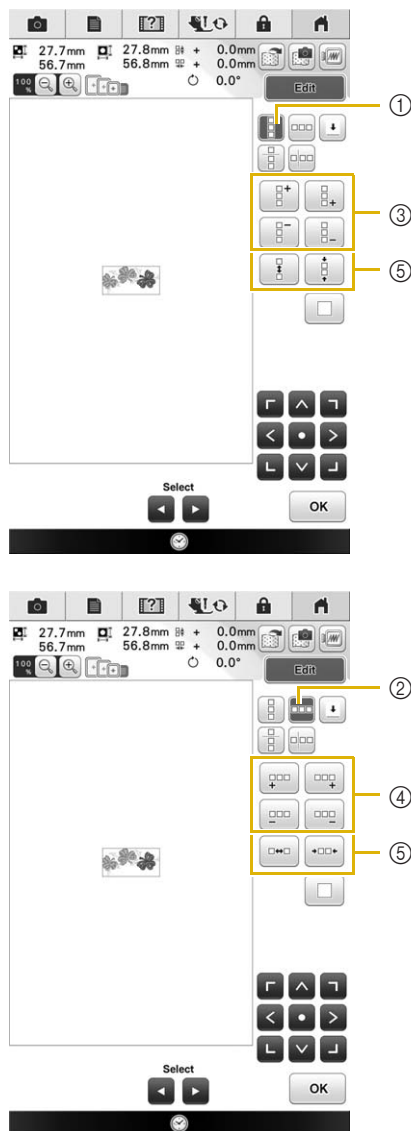 27.7mm 27.8mm + 0.0mm
56.7mm 56.8mm + 0.0mm
100% 0.0°
Edit
①
③
⑤
Select
OK
27.7mm 27.8mm + 0.0mm
56.7mm 56.8mm + 0.0mm
100% 0.0°
Edit
②
④
⑤
Select
OK